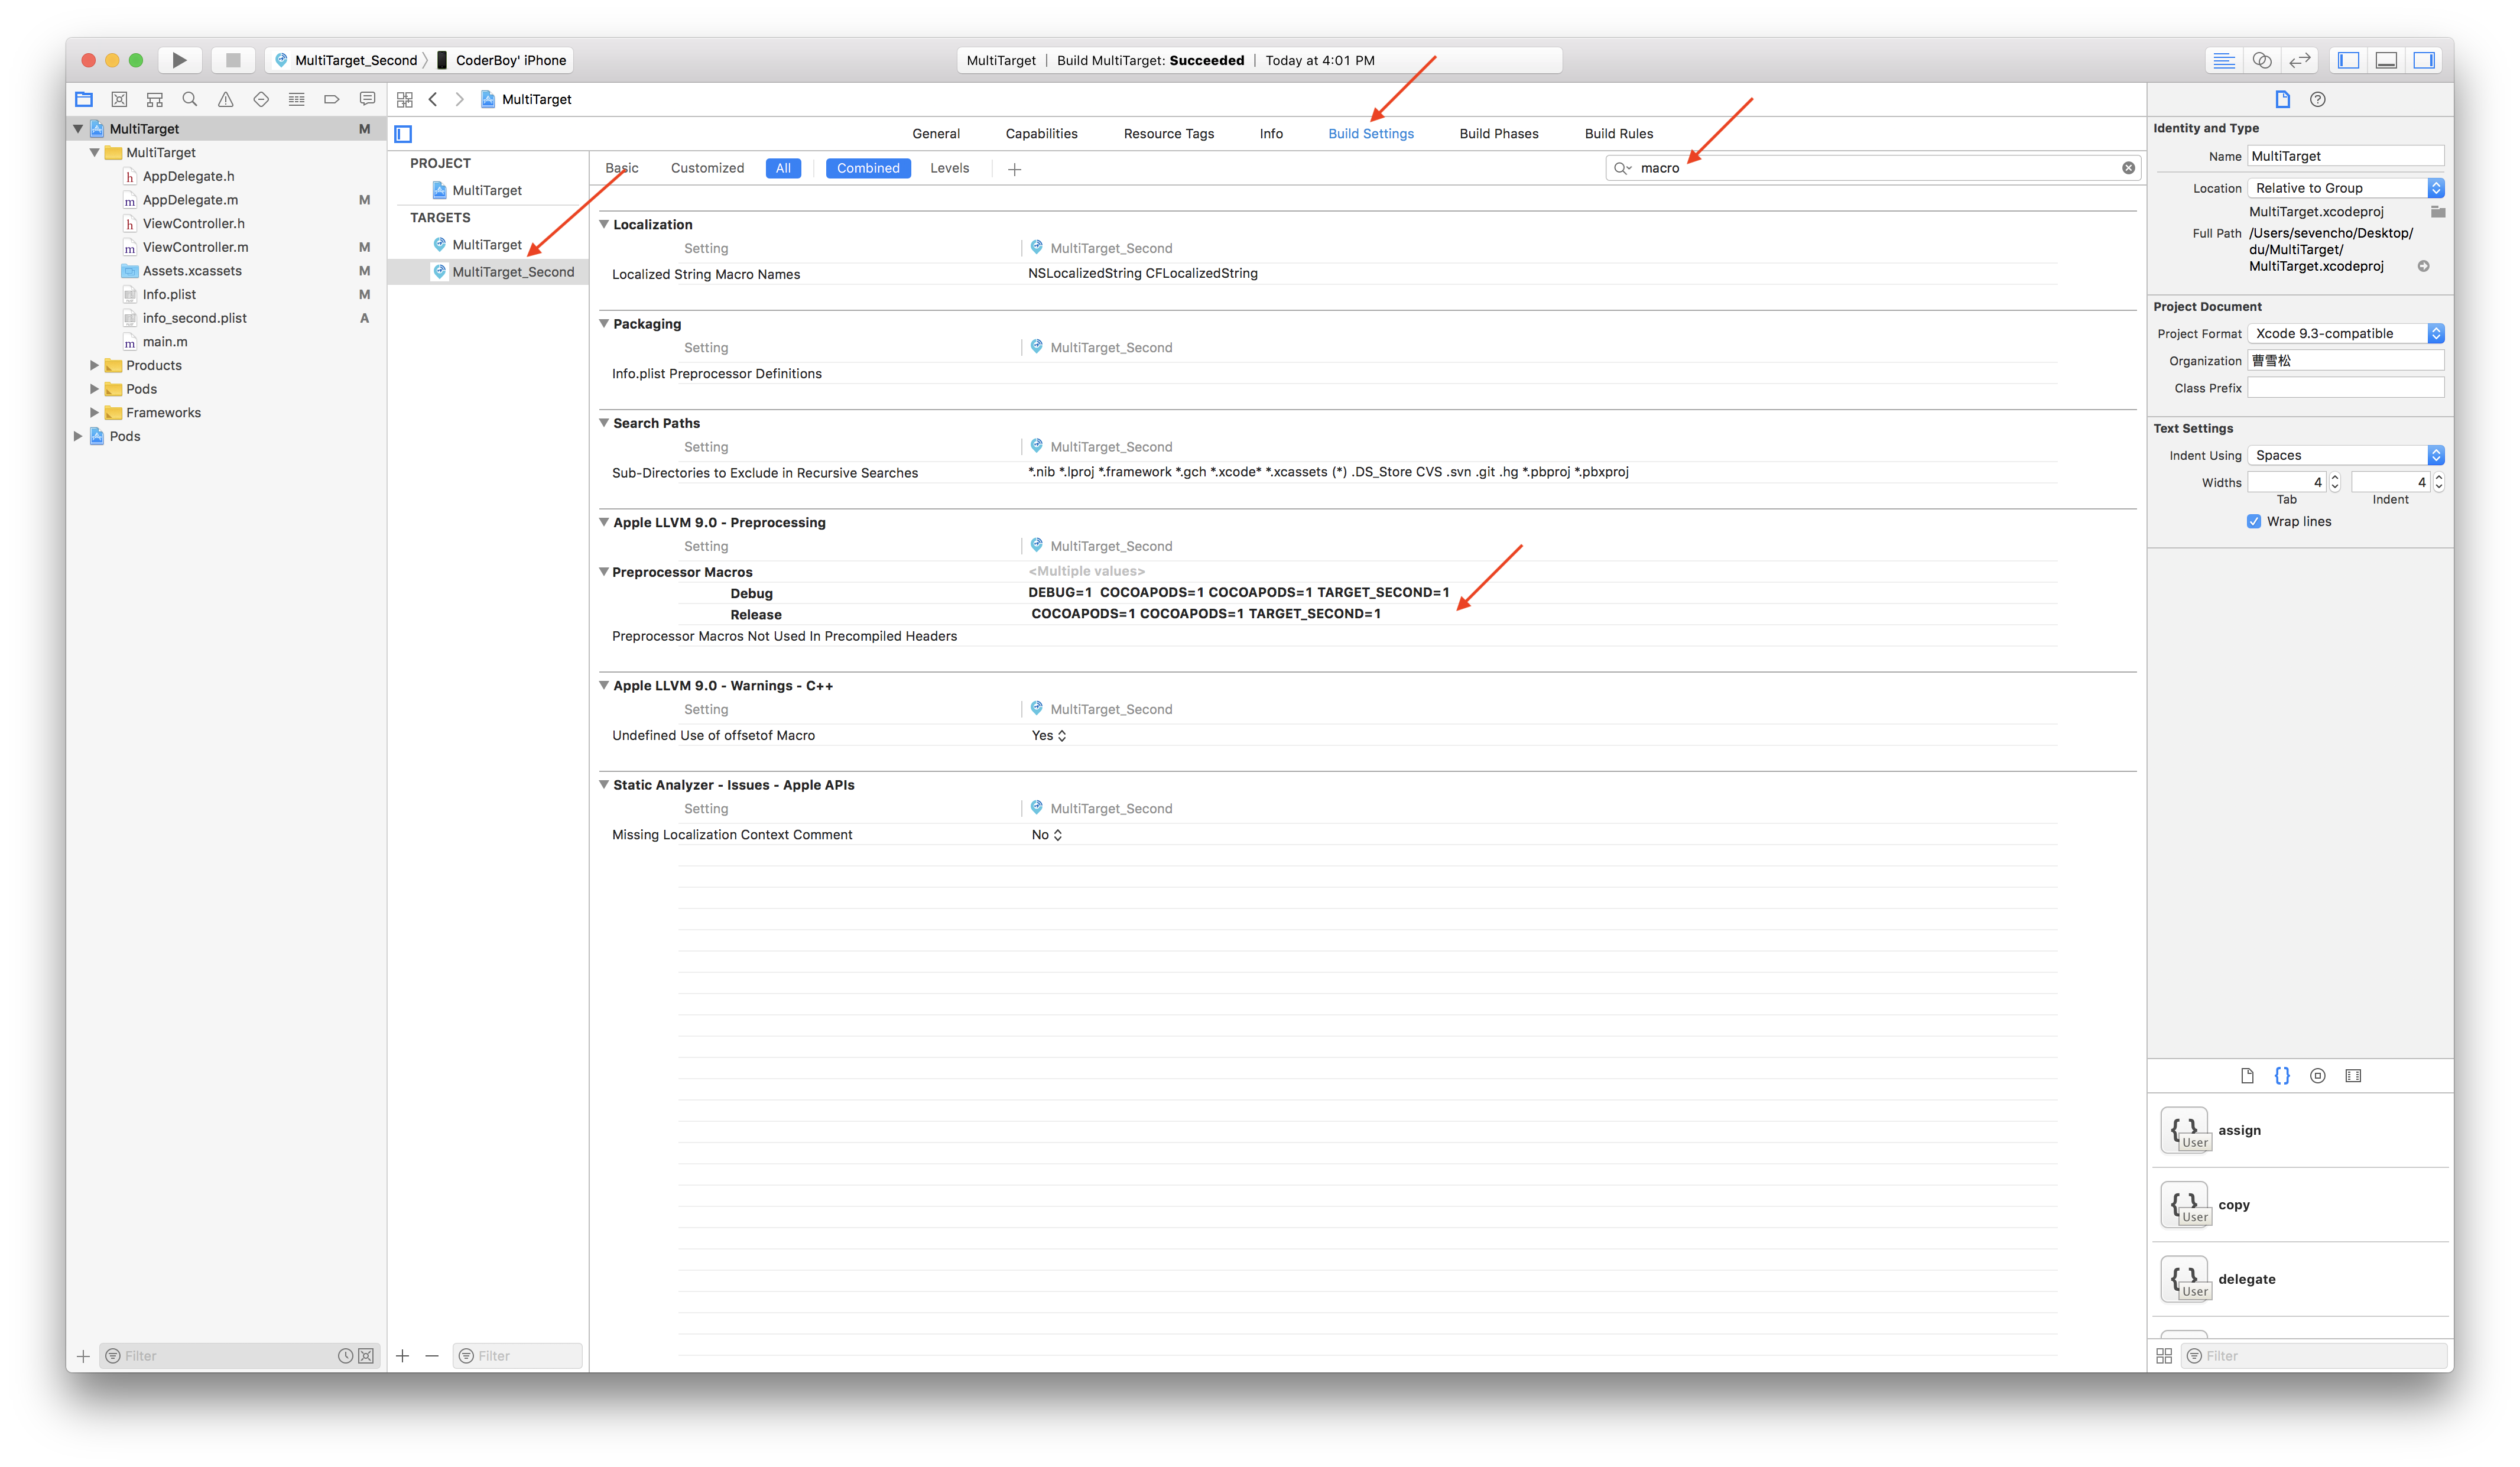 MultiTarget_Second 〉 CoderBoy' iPhone
MultiTarget | Build MultiTarget: Succeeded | Today at 4:01 PM
MultiTarget
MultiTarget M
MultiTarget
AppDelegate.h
AppDelegate.m M
ViewController.h
ViewController.m M
Assets.xcassets M
Info.plist M
info_second.plist A
main.m
Products
Pods
Frameworks
Pods
Filter
General Capabilities Resource Tags Info Build Settings Build Phases Build Rules
PROJECT
MultiTarget
TARGETS
MultiTarget
MultiTarget_Second
Filter
Basic Customized All Combined Levels
macro
Localization
Setting MultiTarget_Second
Localized String Macro Names NSLocalizedString CFLocalizedString
Packaging
Setting MultiTarget_Second
Info.plist Preprocessor Definitions
Search Paths
Setting MultiTarget_Second
Sub-Directories to Exclude in Recursive Searches *.nib *.lproj *.framework *.gch *.xcode* *.xcassets (*) .DS_Store CVS .svn .git .hg *.pbproj *.pbxproj
Apple LLVM 9.0 - Preprocessing
Setting MultiTarget_Second
Preprocessor Macros <Multiple values>
Debug DEBUG=1 COCOAPODS=1 COCOAPODS=1 TARGET_SECOND=1
Release COCOAPODS=1 COCOAPODS=1 TARGET_SECOND=1
Preprocessor Macros Not Used In Precompiled Headers
Apple LLVM 9.0 - Warnings - C++
Setting MultiTarget_Second
Undefined Use of offsetof Macro Yes
Static Analyzer - Issues - Apple APIs
Setting MultiTarget_Second
Missing Localization Context Comment No
Identity and Type
Name MultiTarget
Location Relative to Group
MultiTarget.xcodeproj
Full Path /Users/sevencho/Desktop/
du/MultiTarget/
MultiTarget.xcodeproj
Project Document
Project Format Xcode 9.3-compatible
Organization 曹雪松
Class Prefix
Text Settings
Indent Using Spaces
Widths 4 4
Tab Indent
Wrap lines
{ } User assign
{ } User copy
{ } User delegate
Filter